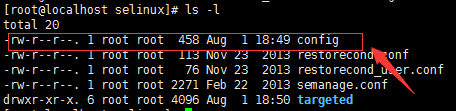 [root@localhost selinux]# ls -l
total 20
-rw-r--r--. 1 root root  458 Aug  1 18:49 config
-rw-r--r--. 1 root root  113 Nov 23  2013 restorecond.conf
-rw-r--r--. 1 root root   76 Nov 23  2013 restorecond_user.conf
-rw-r--r--. 1 root root 2271 Feb 22  2013 semanage.conf
drwxr-xr-x. 6 root root 4096 Aug  1 18:50 targeted